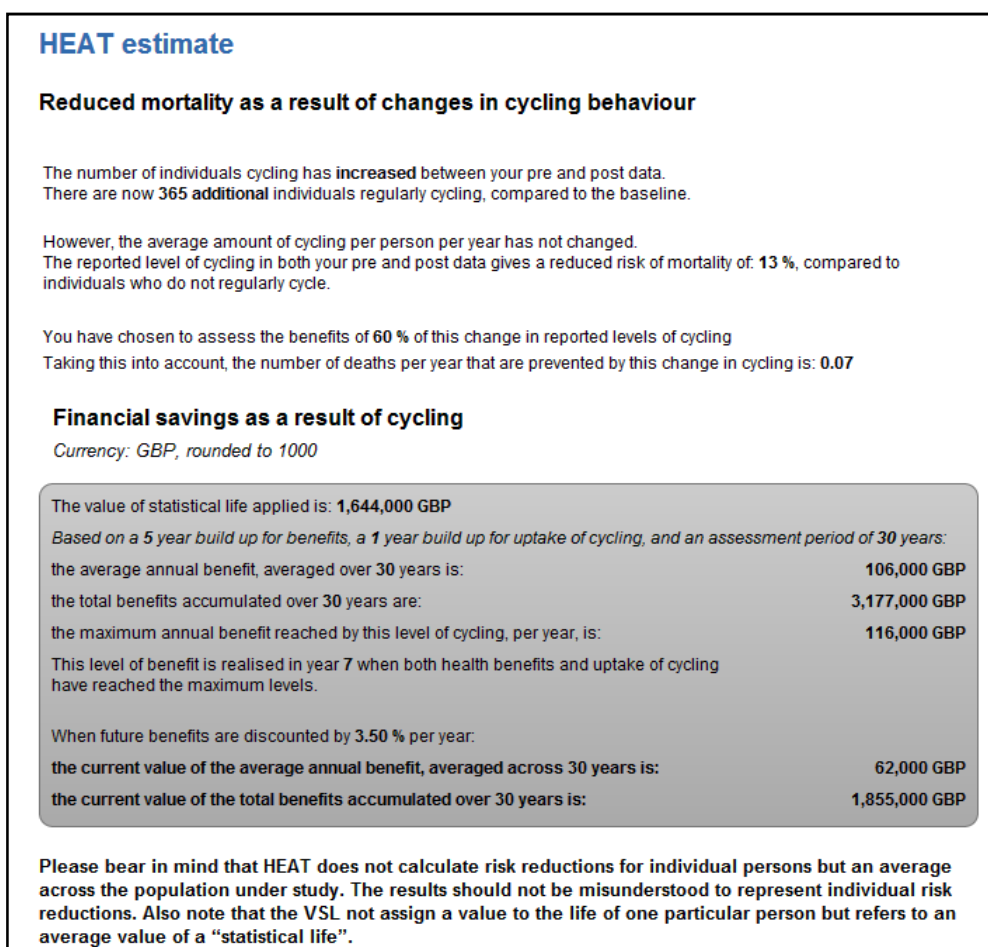 HEAT estimate
Reduced mortality as a result of changes in cycling behaviour
The number of individuals cycling has increased between your pre and post data.
There are now 365 additional individuals regularly cycling, compared to the baseline.
However, the average amount of cycling per person per year has not changed.
The reported level of cycling in both your pre and post data gives a reduced risk of mortality of: 13 %, compared to
individuals who do not regularly cycle.
You have chosen to assess the benefits of 60 % of this change in reported levels of cycling
Taking this into account, the number of deaths per year that are prevented by this change in cycling is: 0.07
Financial savings as a result of cycling
Currency: GBP, rounded to 1000
The value of statistical life applied is: 1,644,000 GBP
Based on a 5 year build up for benefits, a 1 year build up for uptake of cycling, and an assessment period of 30 years:
the average annual benefit, averaged over 30 years is: 106,000 GBP
the total benefits accumulated over 30 years are: 3,177,000 GBP
the maximum annual benefit reached by this level of cycling, per year, is: 116,000 GBP
This level of benefit is realised in year 7 when both health benefits and uptake of cycling
have reached the maximum levels.
When future benefits are discounted by 3.50 % per year:
the current value of the average annual benefit, averaged across 30 years is: 62,000 GBP
the current value of the total benefits accumulated over 30 years is: 1,855,000 GBP
Please bear in mind that HEAT does not calculate risk reductions for individual persons but an average
across the population under study. The results should not be misunderstood to represent individual risk
reductions. Also note that the VSL not assign a value to the life of one particular person but refers to an
average value of a “statistical life”.